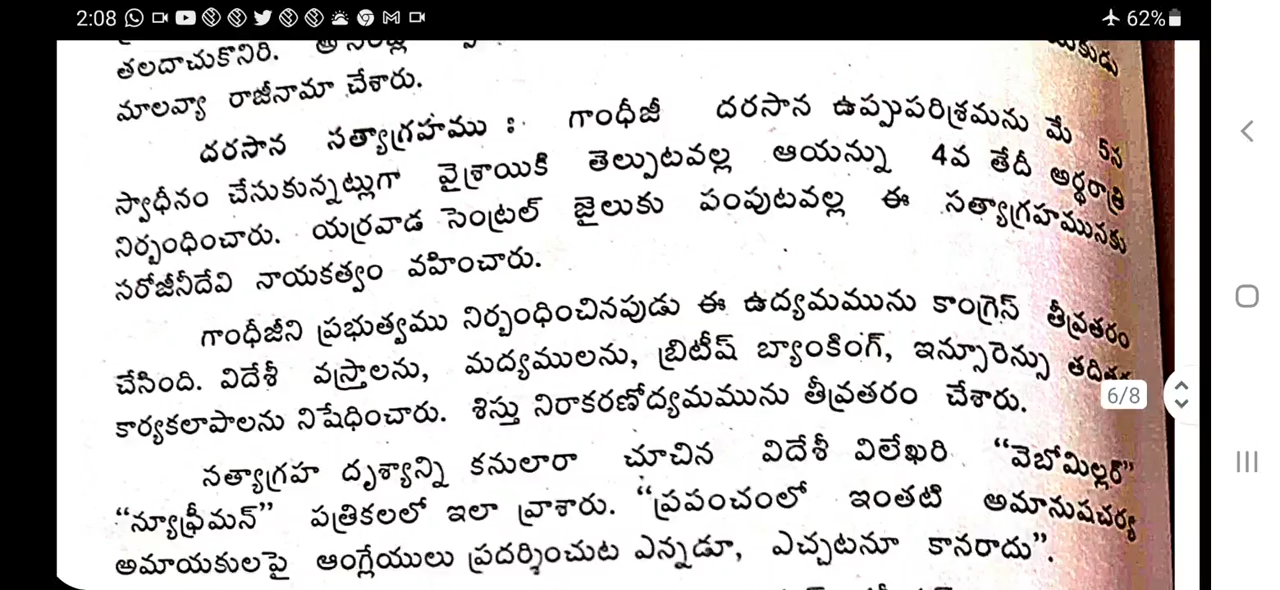 2:08 62%
తలదాచుకొనిరి.
మాలవ్యా రాజీనామా చేశారు.
దరసాన సత్యాగ్రహము : గాంధీజీ దరసాన ఉప్పుపరిశ్రమను మే 5న
స్వాధీనం చేసుకున్నట్లుగా వైశ్రాయికి తెల్పుటవల్ల ఆయన్ను 4వ తేదీ అర్థరాత్రి
నిర్బంధించారు. యర్రవాడ సెంట్రల్ జైలుకు పంపుటవల్ల ఈ సత్యాగ్రహమునకు
సరోజినీదేవి నాయకత్వం వహించారు.
గాంధీజీని ప్రభుత్వము నిర్బంధించినపుడు ఈ ఉద్యమమును కాంగ్రెస్ తీవ్రతరం
చేసింది. విదేశీ వస్త్రాలను, మద్యములను, బ్రిటీష్ బ్యాంకింగ్, ఇన్సూరెన్సు
కార్యకలాపాలను నిషేధించారు. శిస్తు నిరాకరణోద్యమమును తీవ్రతరం చేశారు.
6/8
సత్యాగ్రహ దృశ్యాన్ని కనులారా చూచిన విదేశీ విలేఖరి “వెబోమిల్లర్”
“న్యూఫ్రీమన్” పత్రికలలో ఇలా వ్రాశారు. “ప్రపంచంలో ఇంతటి అమానుషచర్య
అమాయకులపై ఆంగ్లేయులు ప్రదర్శించుట ఎన్నడూ, ఎచ్చటనూ కానరాదు”.